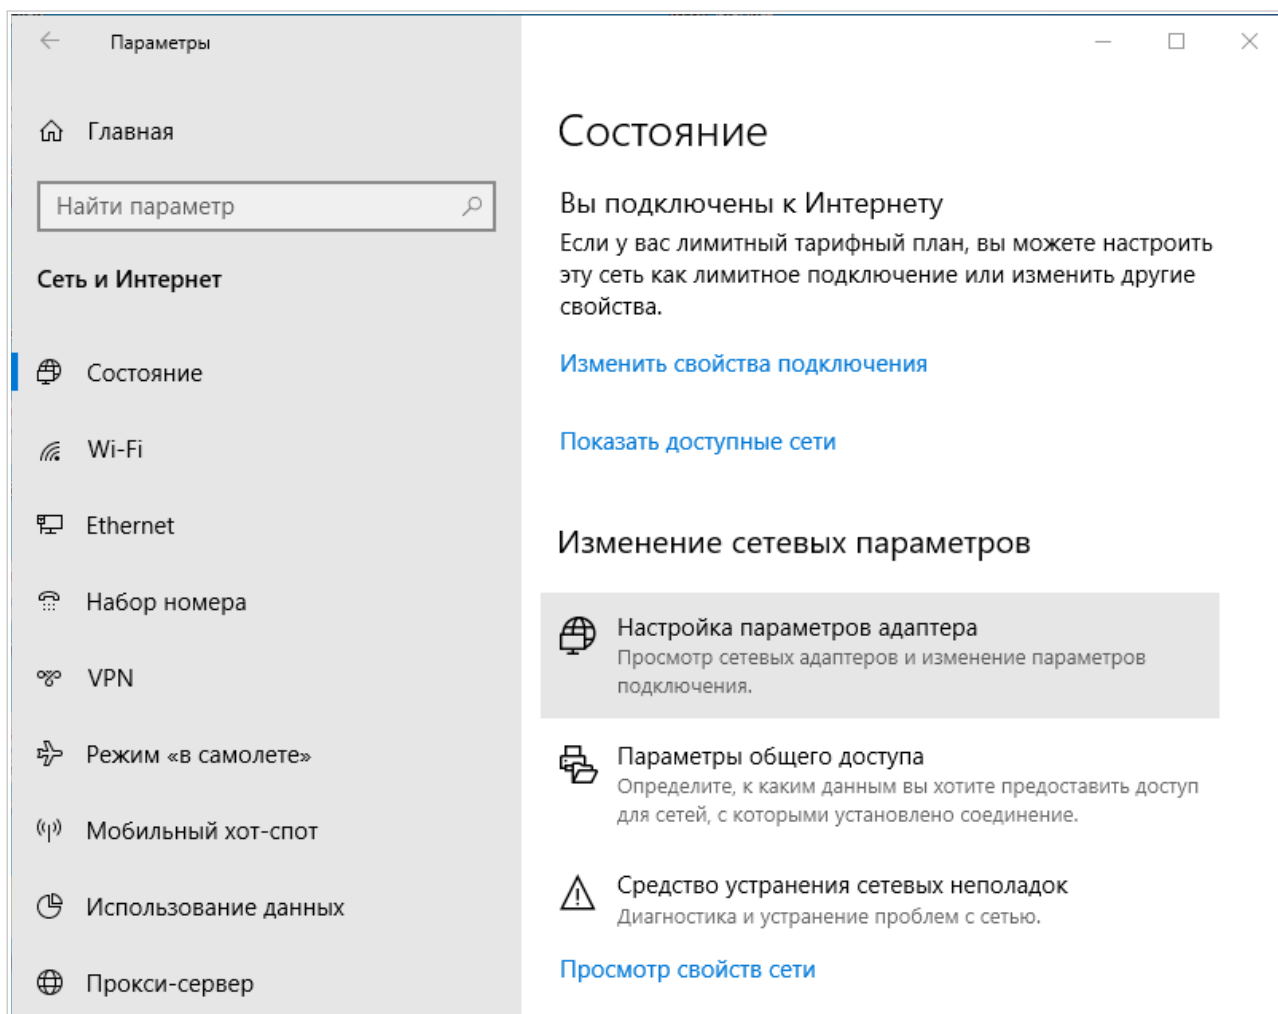 Параметры
Главная
Найти параметр
Сеть и Интернет
Состояние
Wi-Fi
Ethernet
Набор номера
VPN
Режим «в самолете»
Мобильный хот-спот
Использование данных
Прокси-сервер
Состояние
Вы подключены к Интернету
Если у вас лимитный тарифный план, вы можете настроить
эту сеть как лимитное подключение или изменить другие
свойства.
Изменить свойства подключения
Показать доступные сети
Изменение сетевых параметров
Настройка параметров адаптера
Просмотр сетевых адаптеров и изменение параметров
подключения.
Параметры общего доступа
Определите, к каким данным вы хотите предоставить доступ
для сетей, с которыми установлено соединение.
Средство устранения сетевых неполадок
Диагностика и устранение проблем с сетью.
Просмотр свойств сети